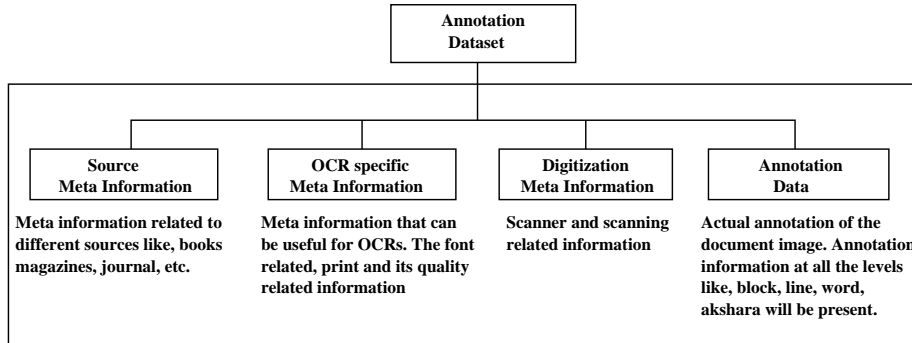 Annotation
Dataset
Source
Meta Information
OCR specific
Meta Information
Digitization
Meta Information
Annotation
Data
Meta information related to
different sources like, books
magazines, journal, etc.
Meta information that can
be useful for OCRs. The font
related, print and its quality
related information
Scanner and scanning
related information
Actual annotation of the
document image. Annotation
information at all the levels
like, block, line, word,
akshara will be present.